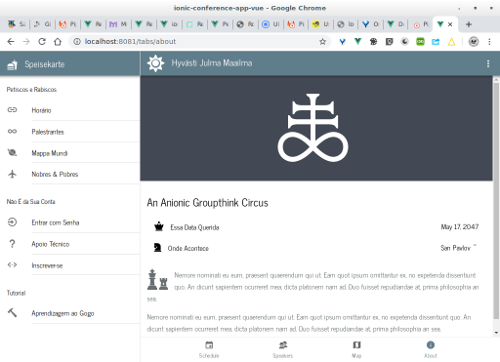 ionic-conference-app-vue - Google Chrome
localhost:8081/tabs/about
Speisekarte
Hyvästi Julma Maailma
Petiscos e Rabiscos
Horário
Palestrantes
Mappa Mundi
Nobres & Pobres
Não É da Sua Conta
Entrar com Senha
Apoio Técnico
Inscreve-se
Tutorial
Aprendizagem ao Gogo
An Anionic Groupthink Circus
Essa Data Querida
May 17, 2047
Onde Acontece
San Pavlov
Nemore nominati eu eum, praesent quaerendum qui ut. Eam quot ipsum omittantur ex, no expetenda dissentiunt
quo. An dicunt sapientem ocurreret mea, dicta platonem nam ad. Duo fuisset repudiandae at, prima philosophia an
seis.
Nemore nominati eu eum, praesent quaerendum qui ut. Eam quot ipsum omittantur ex, no expetenda dissentiunt quo. An
dicunt sapientem ocurreret mea, dicta platonem nam ad. Duo fuisset repudiandae at, prima philosophia an seis.
Schedule
Speakers
Map
About